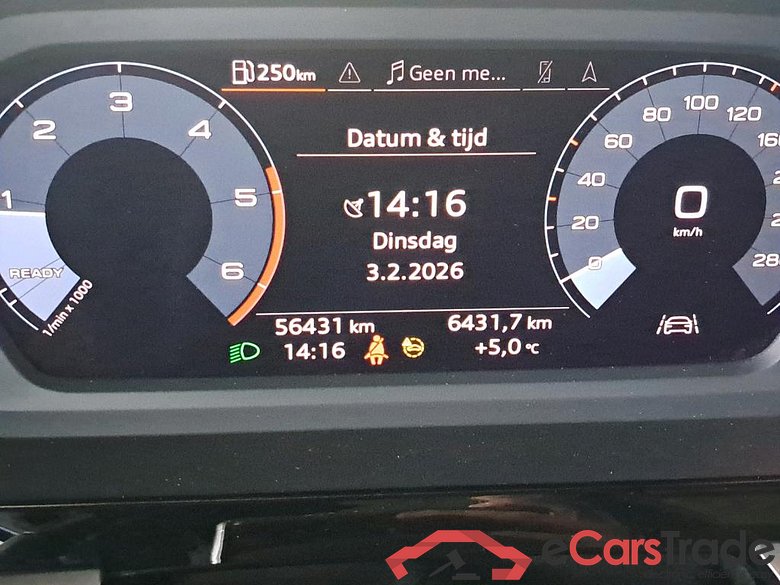 250km
Geen me...
Datum & tijd
14:16
Dinsdag
3.2.2026
56431 km
6431,7 km
14:16
+5,0 °C
1 2 3 4 5 6
READY
1/min x 1000
0 20 40 60 80 100 120
0
km/h
eCarsTrade